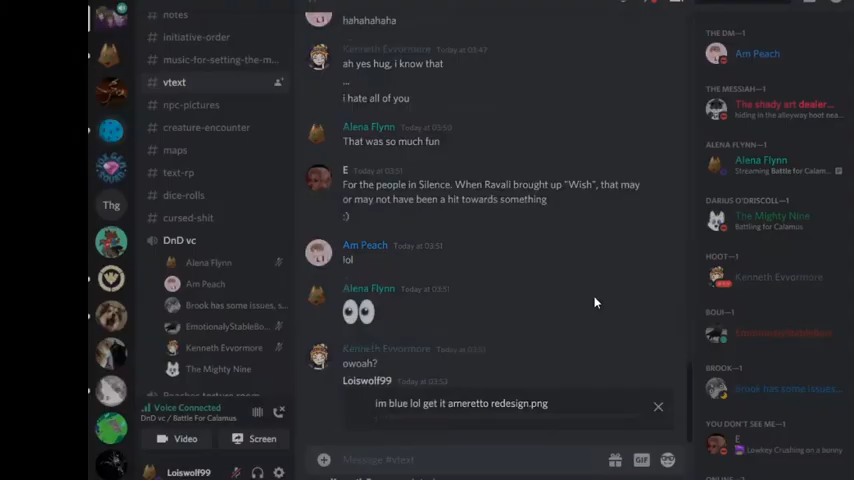 # notes
# initiative-order
# music-for-setting-the-m...
# vtext
# npc-pictures
# creature-encounter
# maps
# text-rp
# dice-rolls
# cursed-shit
DnD vc
Alena Flynn
Am Peach
Brook has some Issues, s...
EmotionalyStableBo...
Kenneth Evvormore
The Mighty Nine
Thg
Voice Connected
DnD vc / Battle For Calamus
Video
Screen
Loiswolf99
hahahahaha
Kenneth Evvormore Today at 03:47
ah yes hug, i know that
...
i hate all of you
Alena Flynn Today at 03:50
That was so much fun
E Today at 03:51
For the people in Silence. When Ravali brought up "Wish", that may
or may not have been a hit towards something
:)
Am Peach Today at 03:51
lol
Alena Flynn Today at 03:51
Kenneth Evvormore Today at 03:51
owoah?
Loiswolf99 Today at 03:53
im blue lol get it ameretto redesign.png
Message #vtext
GIF
THE DM—1
Am Peach
THE MESSIAH—1
The shady art dealer...
hiding in the alleyway hoot nea...
ALENA FLYNN—1
Alena Flynn
Streaming Battle for Calam...
DARIUS O'DRISCOLL—1
The Mighty Nine
Battling for Calamus
HOOT—1
Kenneth Evvormore
BOUI—1
BROOK—1
Brook has some Issues...
YOU DON'T SEE ME—1
E
Lowkey Crushing on a bonny